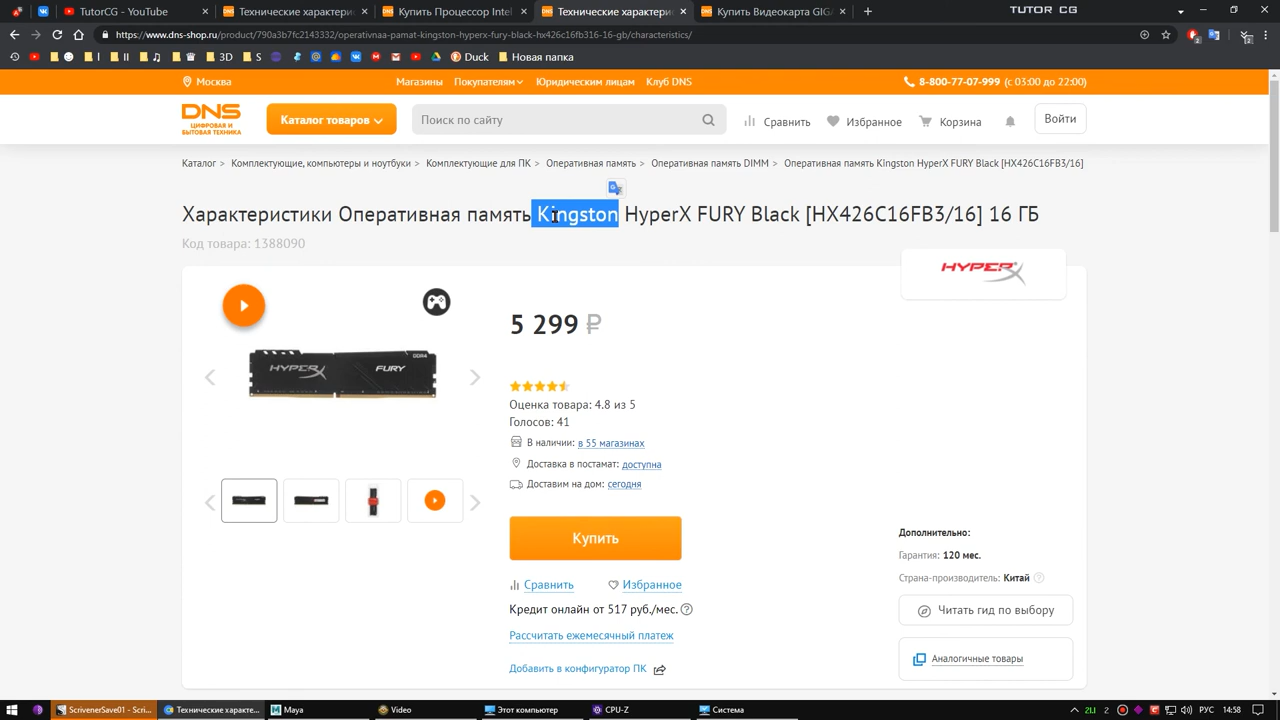 TutorCG - YouTube
Технические характер
Купить Процессор Intel
Технические характер
Купить Видеокарта GIGA
TUTOR CG
https://www.dns-shop.ru/product/790a3b7fc2143332/operativnaa-pamat-kingston-hyperx-fury-black-hx426c16fb316-16-gb/characteristics/
I
II
♫
3D
S
Duck
Новая папка
Москва
Магазины
Покупателям
Юридическим лицам
Клуб DNS
8-800-77-07-999 (с 03:00 до 22:00)
DNS
ЦИФРОВАЯ И
БЫТОВАЯ ТЕХНИКА
Каталог товаров
Поиск по сайту
Сравнить
Избранное
Корзина
Войти
Каталог > Комплектующие, компьютеры и ноутбуки > Комплектующие для ПК > Оперативная память > Оперативная память DIMM > Оперативная память Kingston HyperX FURY Black [HX426C16FB3/16]
Характеристики Оперативная память Kingston HyperX FURY Black [HX426C16FB3/16] 16 ГБ
Код товара: 1388090
HYPERX
HYPERX FURY DDR4
5 299 ₽
Оценка товара: 4.8 из 5
Голосов: 41
В наличии: в 55 магазинах
Доставка в постамат: доступна
Доставим на дом: сегодня
Купить
Сравнить
Избранное
Кредит онлайн от 517 руб./мес. ?
Рассчитать ежемесячный платеж
Добавить в конфигуратор ПК
Дополнительно:
Гарантия: 120 мес.
Страна-производитель: Китай ?
Читать гид по выбору
Аналогичные товары
ScrivenerSave01 - Scri...
Технические характе...
Maya
Video
Этот компьютер
CPU-Z
Система
2
РУС
14:58